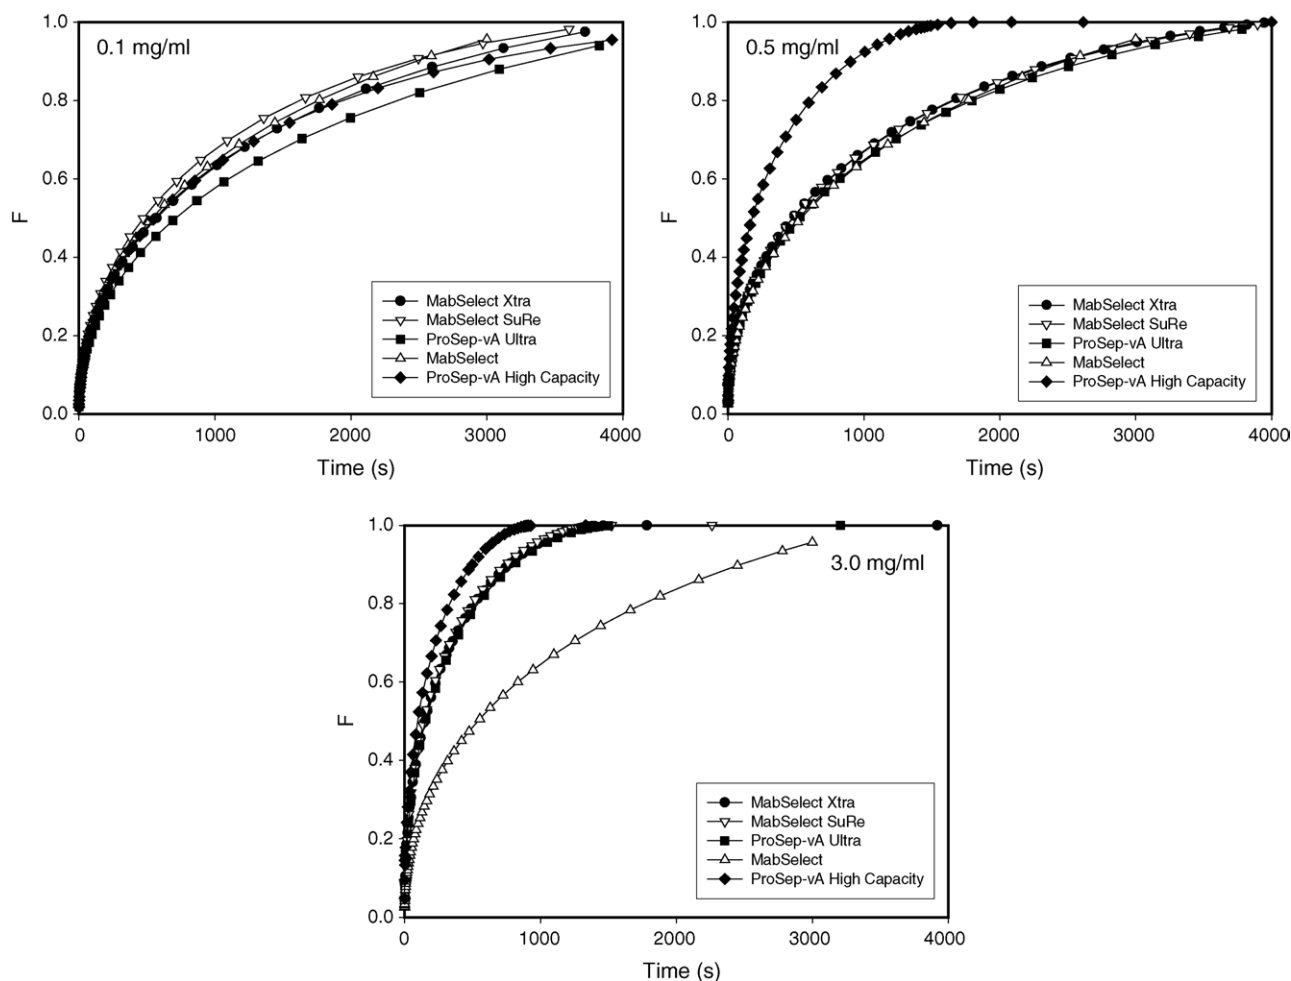 0.1 mg/ml
F
1.0
0.8
0.6
0.4
0.2
0.0
MabSelect Xtra
MabSelect SuRe
ProSep-vA Ultra
MabSelect
ProSep-vA High Capacity
0 1000 2000 3000 4000
Time (s)
0.5 mg/ml
F
1.0
0.8
0.6
0.4
0.2
0.0
MabSelect Xtra
MabSelect SuRe
ProSep-vA Ultra
MabSelect
ProSep-vA High Capacity
0 1000 2000 3000 4000
Time (s)
3.0 mg/ml
F
1.0
0.8
0.6
0.4
0.2
0.0
MabSelect Xtra
MabSelect SuRe
ProSep-vA Ultra
MabSelect
ProSep-vA High Capacity
0 1000 2000 3000 4000
Time (s)